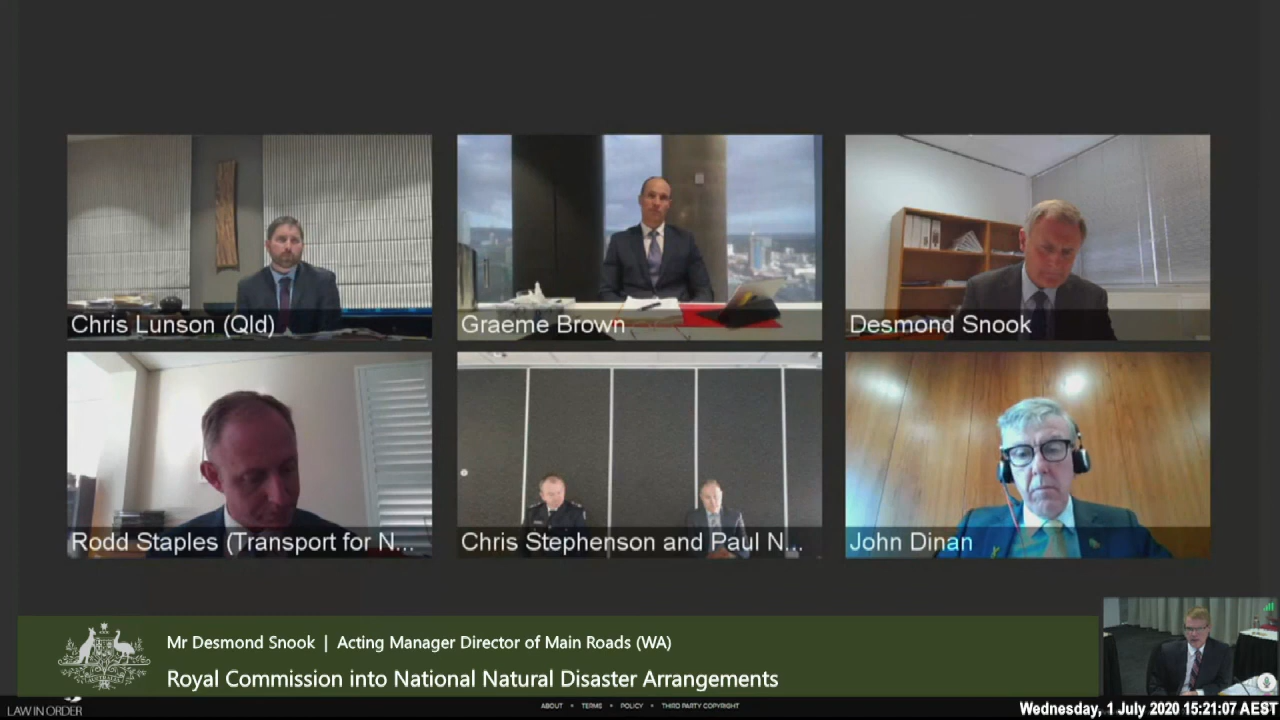 Chris Lunson (Qld)
Graeme Brown
Desmond Snook
Rodd Staples (Transport for N...
Chris Stephenson and Paul N...
John Dinan
Mr Desmond Snook | Acting Manager Director of Main Roads (WA)
Royal Commission into National Natural Disaster Arrangements
LAW IN ORDER
ABOUT • TERMS • POLICY • THIRD PARTY COPYRIGHT
Wednesday, 1 July 2020 15:21:07 AEST